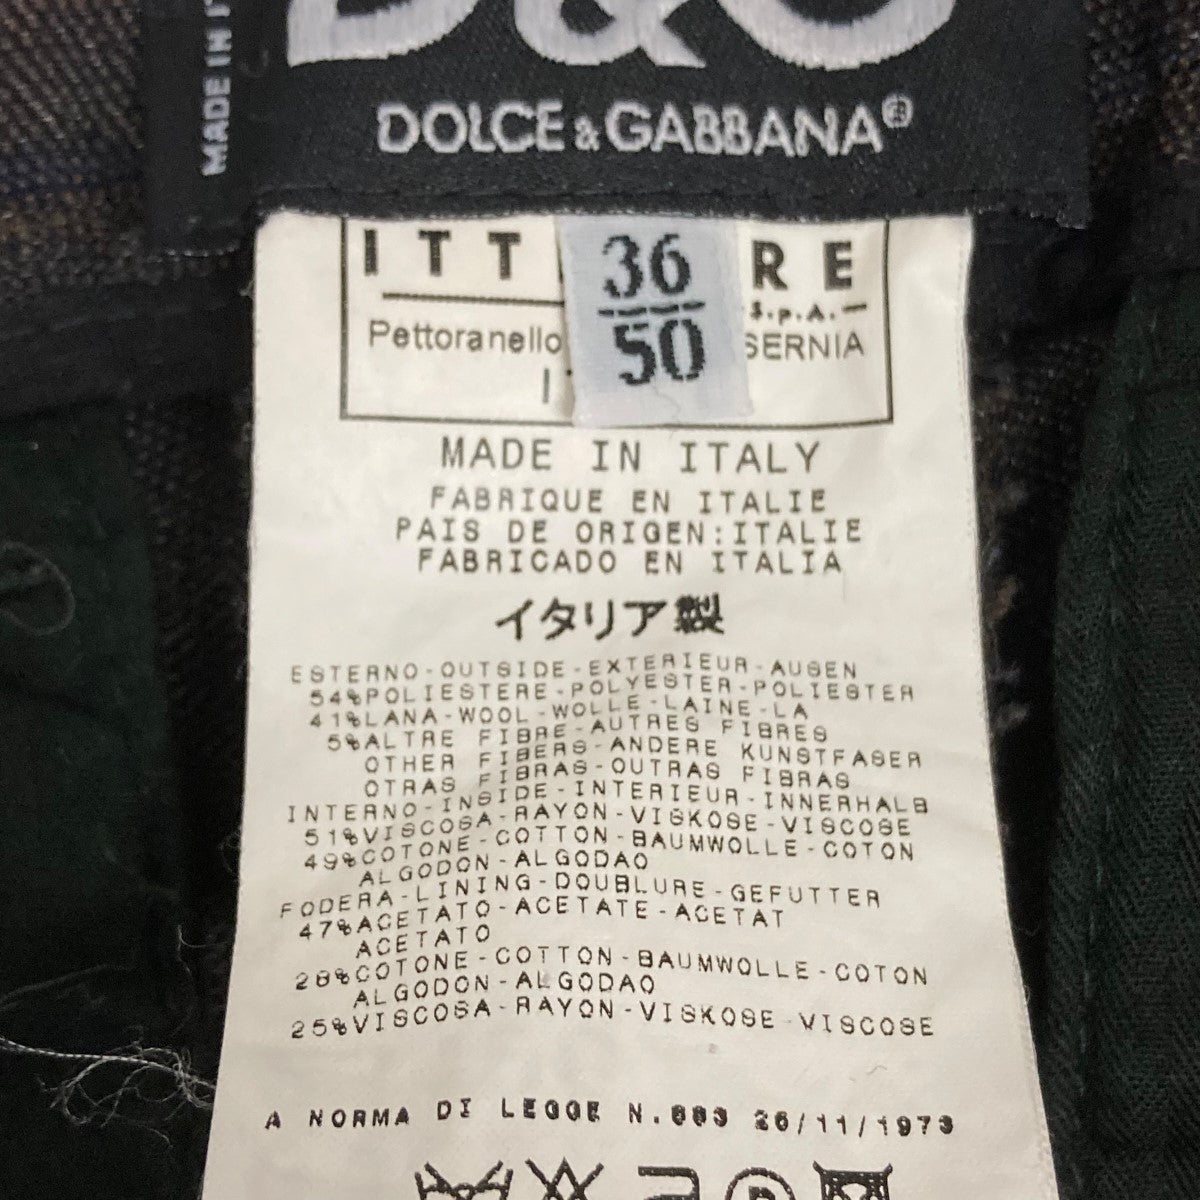 D&G
MADE IN IT
DOLCE & GABBANA®
ITT RE
36
50
S.p.A.
Pettoranello SERNIA
MADE IN ITALY
FABRIQUE EN ITALIE
PAIS DE ORIGEN:ITALIE
FABRICADO EN ITALIA
イタリア製
ESTERNO-OUTSIDE-EXTERIEUR-AUSEN
54%POLIESTERE-POLYESTER-POLIESTER
41%LANA-WOOL-WOLLE-LAINE-LA
5%ALTRE FIBRE-AUTRES FIBRES
OTHER FIBERS-ANDERE KUNSTFASER
OTRAS FIBRAS-OUTRAS FIBRAS
INTERNO-INSIDE-INTERIEUR-INNERHALB
51%VISCOSA-RAYON-VISKOSE-VISCOSE
49%COTONE-COTTON-BAUMWOLLE-COTON
ALGODON-ALGODAO
FODERA-LINING-DOUBLURE-GEFUTTER
47%ACETATO-ACETATE-ACETAT
ACETATO
28%COTONE-COTTON-BAUMWOLLE-COTON
ALGODON-ALGODAO
25%VISCOSA-RAYON-VISKOSE-VISCOSE
A NORMA DI LEGGE N.883 26/11/1973